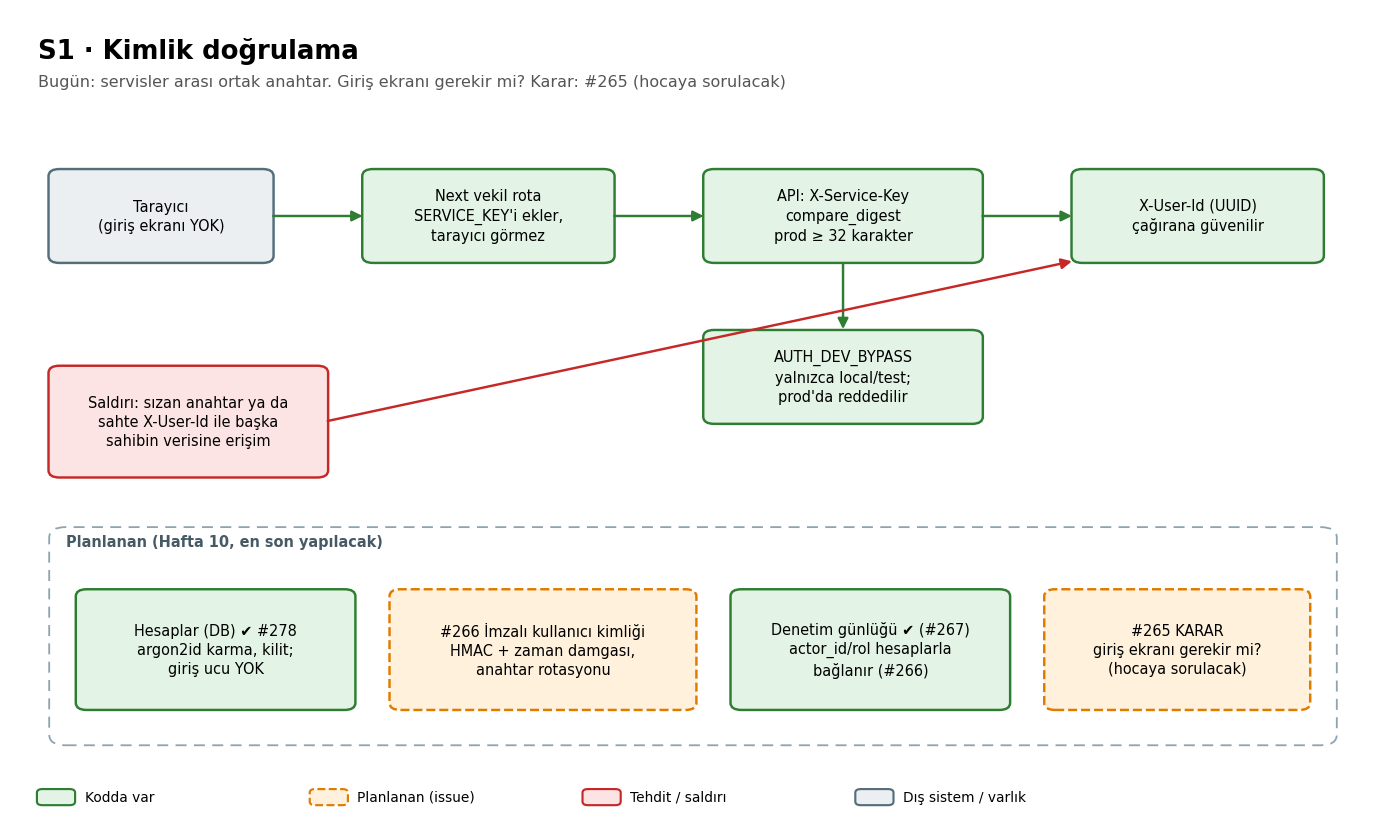 S1 · Kimlik doğrulama
Bugün: servisler arası ortak anahtar. Giriş ekranı gerekir mi? Karar: #265 (hocaya sorulacak)
Tarayıcı
(giriş ekranı YOK)
Next vekil rota
SERVICE_KEY'i ekler,
tarayıcı görmez
API: X-Service-Key
compare_digest
prod ≥ 32 karakter
X-User-Id (UUID)
çağırana güvenilir
AUTH_DEV_BYPASS
yalnızca local/test;
prod'da reddedilir
Saldırı: sızan anahtar ya da
sahte X-User-Id ile başka
sahibin verisine erişim
Planlanan (Hafta 10, en son yapılacak)
Hesaplar (DB) ✔ #278
argon2id karma, kilit;
giriş ucu YOK
#266 İmzalı kullanıcı kimliği
HMAC + zaman damgası,
anahtar rotasyonu
Denetim günlüğü ✔ (#267)
actor_id/rol hesaplarla
bağlanır (#266)
#265 KARAR
giriş ekranı gerekir mi?
(hocaya sorulacak)
Kodda var
Planlanan (issue)
Tehdit / saldırı
Dış sistem / varlık